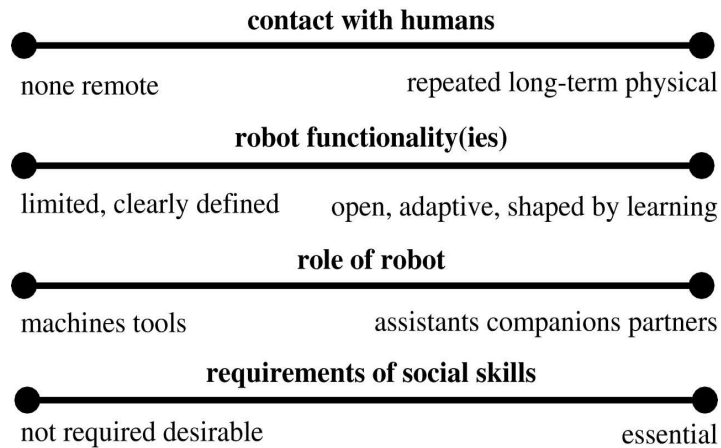 contact with humans
none remote repeated long-term physical
robot functionality(ies)
limited, clearly defined open, adaptive, shaped by learning
role of robot
machines tools assistants companions partners
requirements of social skills
not required desirable essential